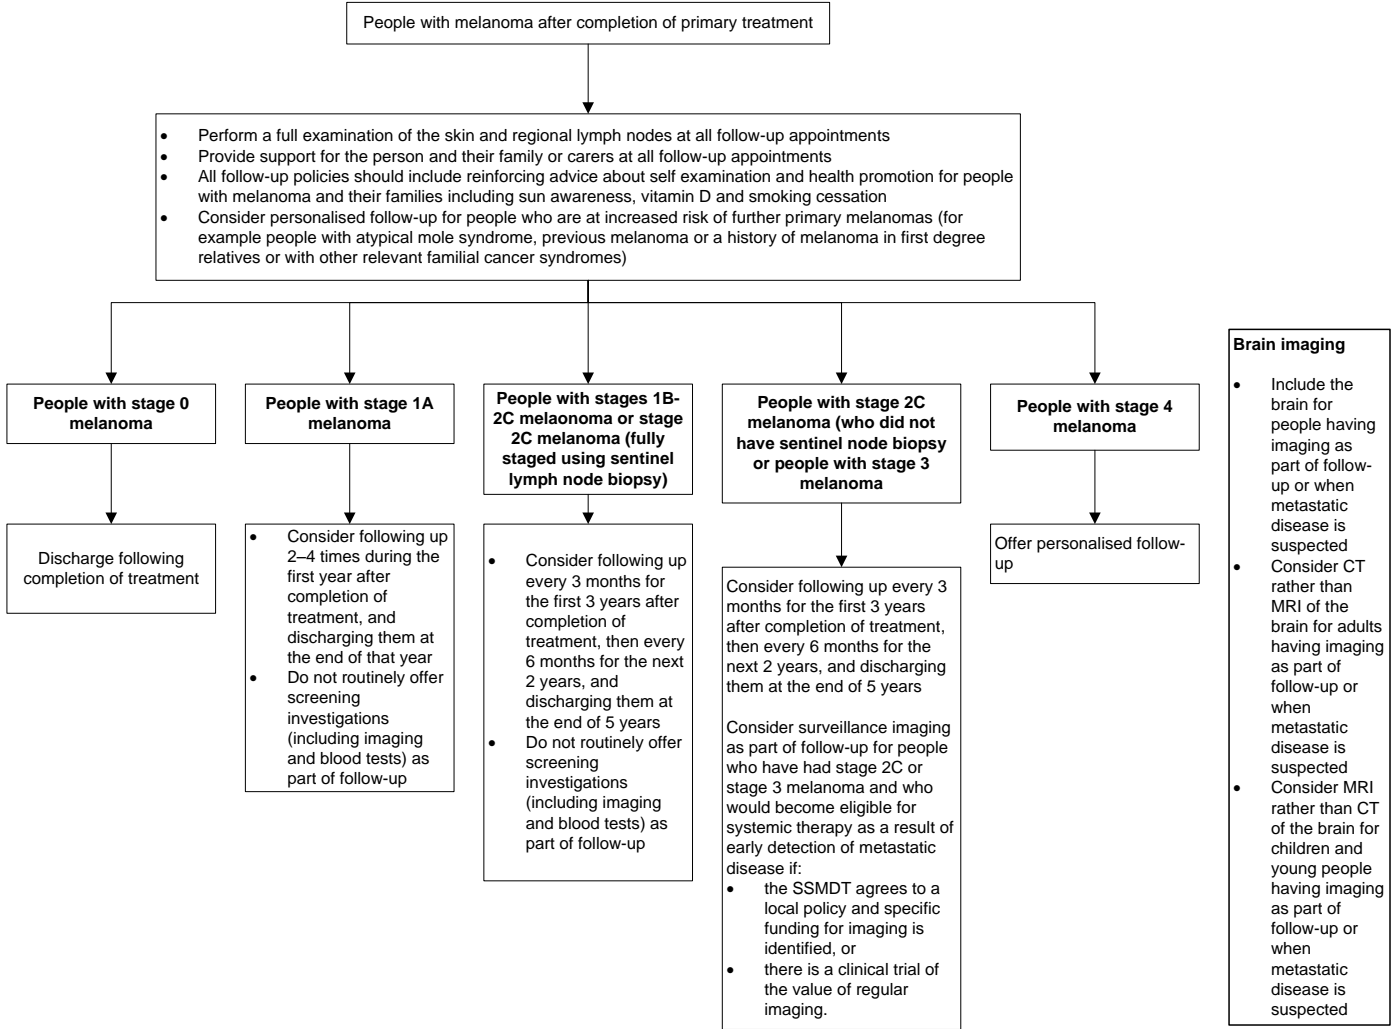 People with melanoma after completion of primary treatment
• Perform a full examination of the skin and regional lymph nodes at all follow-up appointments
• Provide support for the person and their family or carers at all follow-up appointments
• All follow-up policies should include reinforcing advice about self examination and health promotion for people
with melanoma and their families including sun awareness, vitamin D and smoking cessation
• Consider personalised follow-up for people who are at increased risk of further primary melanomas (for
example people with atypical mole syndrome, previous melanoma or a history of melanoma in first degree
relatives or with other relevant familial cancer syndromes)
People with stage 0
melanoma
Discharge following
completion of treatment
People with stage 1A
melanoma
• Consider following up
2–4 times during the
first year after
completion of
treatment, and
discharging them at
the end of that year
• Do not routinely offer
screening
investigations
(including imaging
and blood tests) as
part of follow-up
People with stages 1B-
2C melaonoma or stage
2C melanoma (fully
staged using sentinel
lymph node biopsy)
• Consider following up
every 3 months for
the first 3 years after
completion of
treatment, then every
6 months for the next
2 years, and
discharging them at
the end of 5 years
• Do not routinely offer
screening
investigations
(including imaging
and blood tests) as
part of follow-up
People with stage 2C
melanoma (who did not
have sentinel node biopsy
or people with stage 3
melanoma
Consider following up every 3
months for the first 3 years
after completion of treatment,
then every 6 months for the
next 2 years, and discharging
them at the end of 5 years
Consider surveillance imaging
as part of follow-up for people
who have had stage 2C or
stage 3 melanoma and who
would become eligible for
systemic therapy as a result of
early detection of metastatic
disease if:
• the SSMDT agrees to a
local policy and specific
funding for imaging is
identified, or
• there is a clinical trial of
the value of regular
imaging.
People with stage 4
melanoma
Offer personalised follow-
up
Brain imaging
• Include the
brain for
people having
imaging as
part of follow-
up or when
metastatic
disease is
suspected
• Consider CT
rather than
MRI of the
brain for adults
having imaging
as part of
follow-up or
when
metastatic
disease is
suspected
• Consider MRI
rather than CT
of the brain for
children and
young people
having imaging
as part of
follow-up or
when
metastatic
disease is
suspected